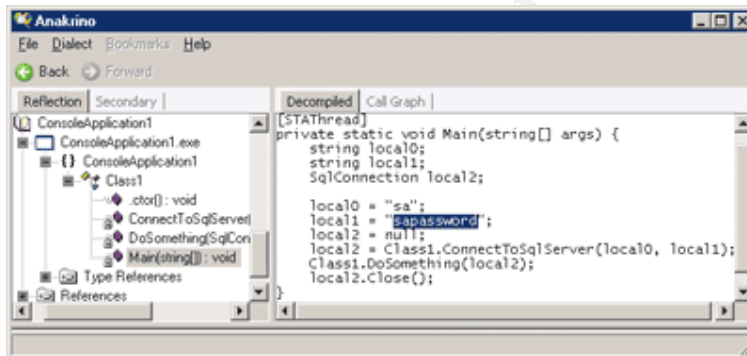 Anakrino
File Dialect Bookmarks Help
Back Forward
Reflection Secondary
ConsoleApplication1
ConsoleApplication1.exe
{} ConsoleApplication1
Class1
.ctor() : void
ConnectToSqlServer(
DoSomething(SqlCon
Main(string[]) : void
Type References
References
Decompiled Call Graph
[STAThread]
private static void Main(string[] args) {
string local0;
string local1;
SqlConnection local2;
local0 = "sa";
local1 = "sapassword";
local2 = null;
local2 = Class1.ConnectToSqlServer(local0, local1);
Class1.DoSomething(local2);
local2.Close();
}